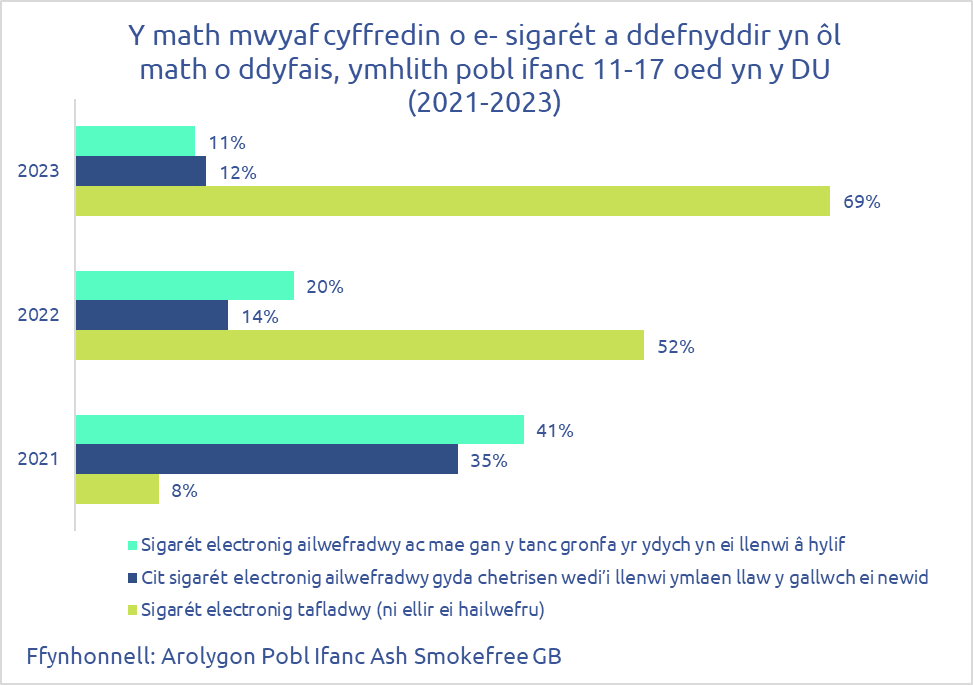 Y math mwyaf cyffredin o e- sigarét a ddefnyddir yn ôl
math o ddyfais, ymhlith pobl ifanc 11-17 oed yn y DU
(2021-2023)
2023
11%
12%
69%
2022
20%
14%
52%
2021
41%
35%
8%
Sigarét electronig ailwefradwy ac mae gan y tanc gronfa yr ydych yn ei llenwi â hylif
Cit sigarét electronig ailwefradwy gyda chetrisen wedi'i llenwi ymlaen llaw y gallwch ei newid
Sigarét electronig tafladwy (ni ellir ei hailwefru)
Ffynhonnell: Arolygon Pobl Ifanc Ash Smokefree GB